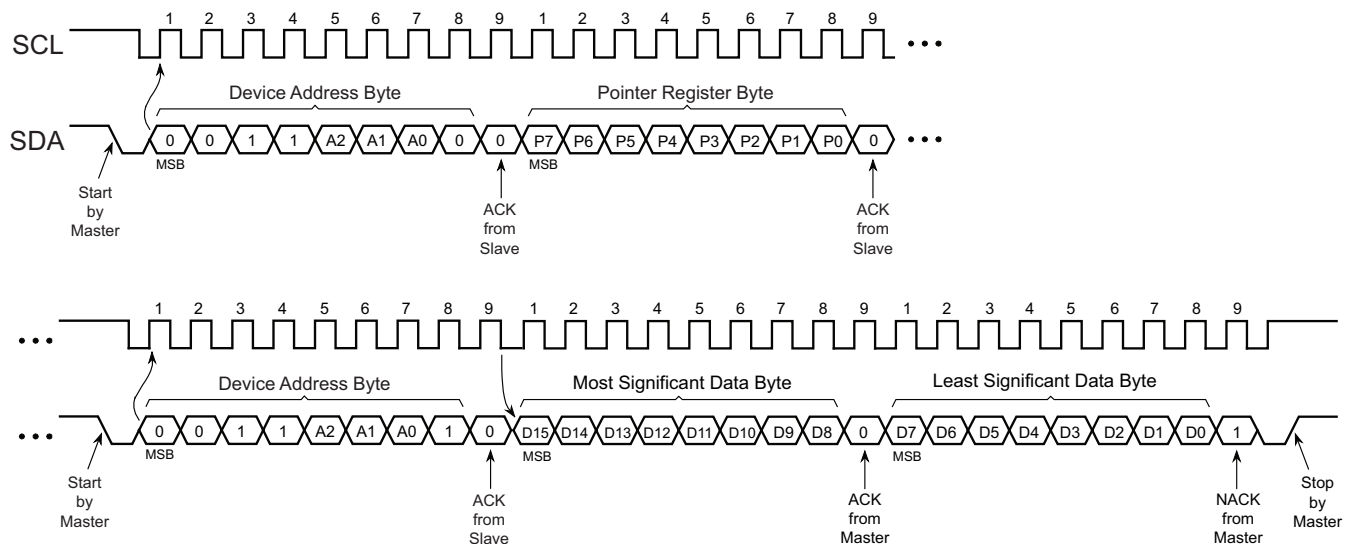 1 2 3 4 5 6 7 8 9 1 2 3 4 5 6 7 8 9
SCL
Device Address Byte Pointer Register Byte
SDA 0 0 1 1 A2 A1 A0 0 0 P7 P6 P5 P4 P3 P2 P1 P0 0
MSB MSB
Start
by
Master
ACK
from
Slave
ACK
from
Slave
1 2 3 4 5 6 7 8 9 1 2 3 4 5 6 7 8 9 1 2 3 4 5 6 7 8 9
Device Address Byte Most Significant Data Byte Least Significant Data Byte
0 0 1 1 A2 A1 A0 1 0 D15 D14 D13 D12 D11 D10 D9 D8 0 D7 D6 D5 D4 D3 D2 D1 D0 1
MSB MSB MSB
Start
by
Master
ACK
from
Slave
ACK
from
Master
NACK
from
Master
Stop
by
Master